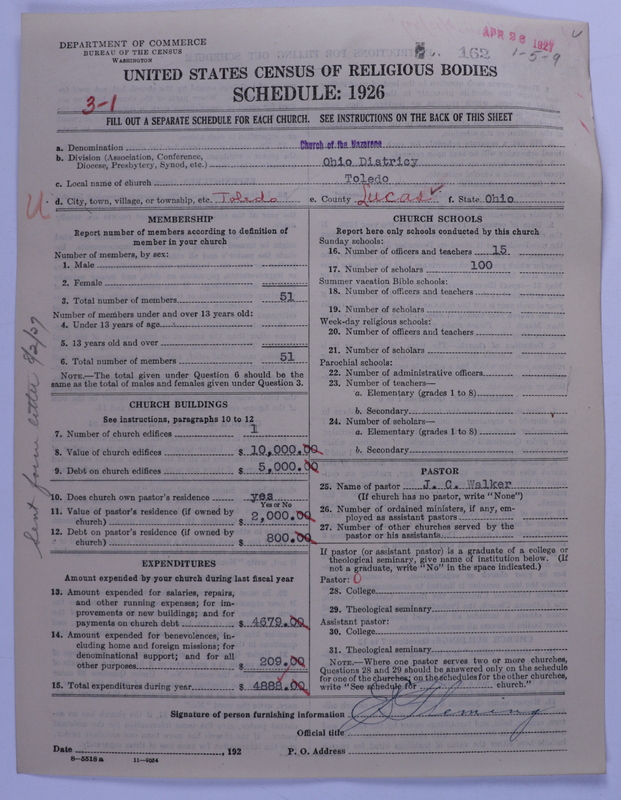 DEPARTMENT OF COMMERCE
BUREAU OF THE CENSUS
WASHINGTON
162
APR 26 1927
1-5-9
UNITED STATES CENSUS OF RELIGIOUS BODIES
SCHEDULE: 1926
3-1
FILL OUT A SEPARATE SCHEDULE FOR EACH CHURCH. SEE INSTRUCTIONS ON THE BACK OF THIS SHEET
a. Denomination Church of the Nazarene
b. Division (Association, Conference,
Diocese, Presbytery, Synod, etc.) Ohio Districy
c. Local name of church Toledo
U. d. City, town, village, or township, etc. Toledo e. County Lucas f. State Ohio
MEMBERSHIP
Report number of members according to definition of
member in your church
Number of members, by sex:
1. Male
2. Female
3. Total number of members 51
Number of members under and over 13 years old:
4. Under 13 years of age
5. 13 years old and over
6. Total number of members 51
NOTE.—The total given under Question 6 should be
the same as the total of males and females given under Question 3.
CHURCH BUILDINGS
See instructions, paragraphs 10 to 12
7. Number of church edifices 1
8. Value of church edifices $ 10,000.00
9. Debt on church edifices $ 5,000.00
10. Does church own pastor's residence yes
Yes or No
11. Value of pastor's residence (if owned by
church) $ 2,000.00
12. Debt on pastor's residence (if owned by
church) $ 800.00
EXPENDITURES
Amount expended by your church during last fiscal year
13. Amount expended for salaries, repairs,
and other running expenses; for im-
provements or new buildings; and for
payments on church debt $ 4679.00
14. Amount expended for benevolences, in-
cluding home and foreign missions; for
denominational support; and for all
other purposes $ 209.00
15. Total expenditures during year $ 4888.00
CHURCH SCHOOLS
Report here only schools conducted by this church
Sunday schools:
16. Number of officers and teachers 15
17. Number of scholars 100
Summer vacation Bible schools:
18. Number of officers and teachers
19. Number of scholars
Week-day religious schools:
20. Number of officers and teachers
21. Number of scholars
Parochial schools:
22. Number of administrative officers
23. Number of teachers—
a. Elementary (grades 1 to 8)
b. Secondary
24. Number of scholars—
a. Elementary (grades 1 to 8)
b. Secondary
PASTOR
25. Name of pastor J. C. Walker
(If church has no pastor, write "None")
26. Number of ordained ministers, if any, em-
ployed as assistant pastors
27. Number of other churches served by the
pastor or his assistants
If pastor (or assistant pastor) is a graduate of a college or
theological seminary, give name of institution below. (If
not a graduate, write "No" in the space indicated.)
Pastor: 0
28. College
29. Theological seminary
Assistant pastor:
30. College
31. Theological seminary
NOTE.—Where one pastor serves two or more churches,
Questions 28 and 29 should be answered only on the schedule
for one of the churches; on the schedules for the other churches,
write "See schedule for church."
Signature of person furnishing information Fleming
Official title
Date , 192 P. O. Address
8-5518a 11-9034
Sent form letter 8/2/27